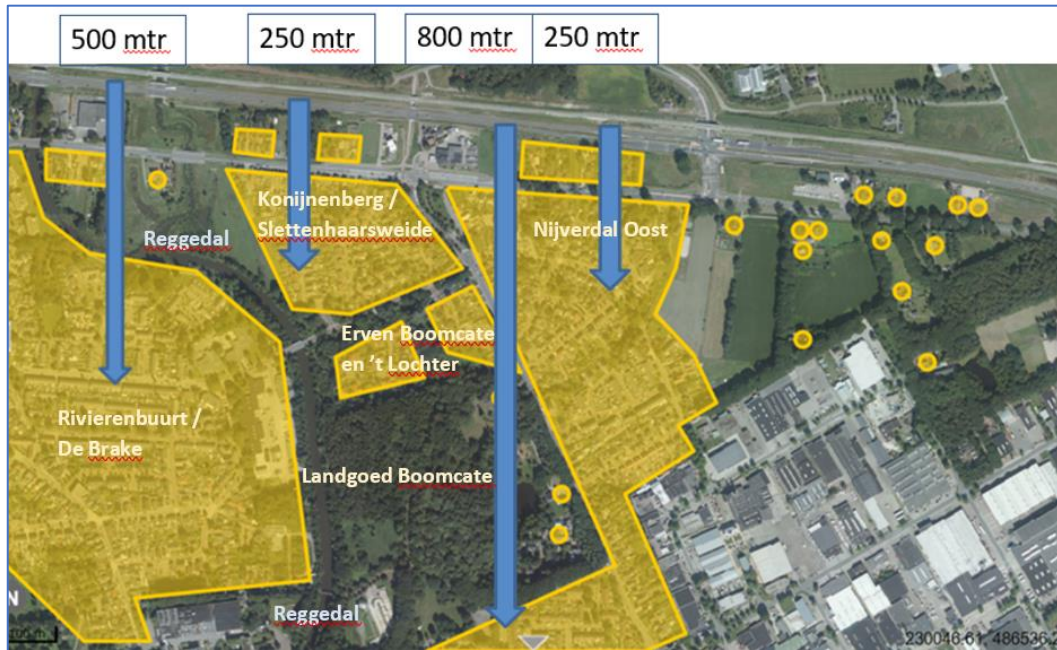 500 mtr
250 mtr
800 mtr
250 mtr
Konijnenberg /
Slettenhaarsweide
Nijverdal Oost
Reggedal
Erven Boomcate
en 't Lochter
Rivierenbuurt /
De Brake
Landgoed Boomcate
Reggedal
N
230046.61, 486536.2